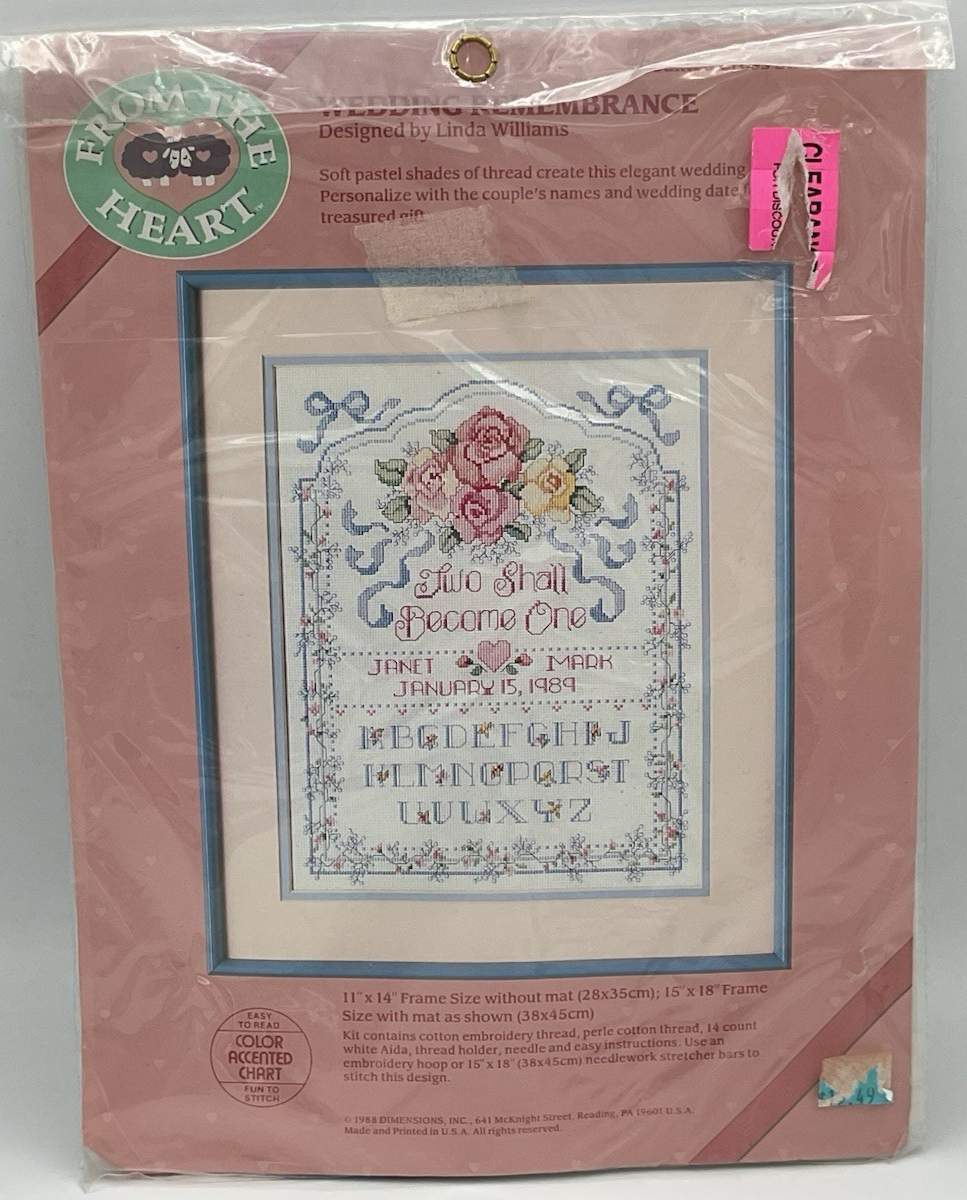 FROM THE
HEART™
WEDDING REMEMBRANCE
Designed by Linda Williams
Soft pastel shades of thread create this elegant wedding
Personalize with the couple's names and wedding date
treasured gift
CLEARAN
FOR DISCOU
Two Shall
Become One
JANET MARK
JANUARY 15, 1989
ABCDEFGHIJ
KLMNOPQRST
UVWXYZ
11" x 14" Frame Size without mat (28x35cm); 15" x 18" Frame
Size with mat as shown (38x45cm)
Kit contains cotton embroidery thread, perle cotton thread, 14 count
white Aida, thread holder, needle and easy instructions. Use an
embroidery hoop or 15" x 18" (38x45cm) needlework stretcher bars to
stitch this design.
EASY
TO READ
COLOR
ACCENTED
CHART
FUN TO
STITCH
© 1988 DIMENSIONS, INC., 641 McKnight Street, Reading, PA 19601 U.S.A.
Made and Printed in U.S.A. All rights reserved.